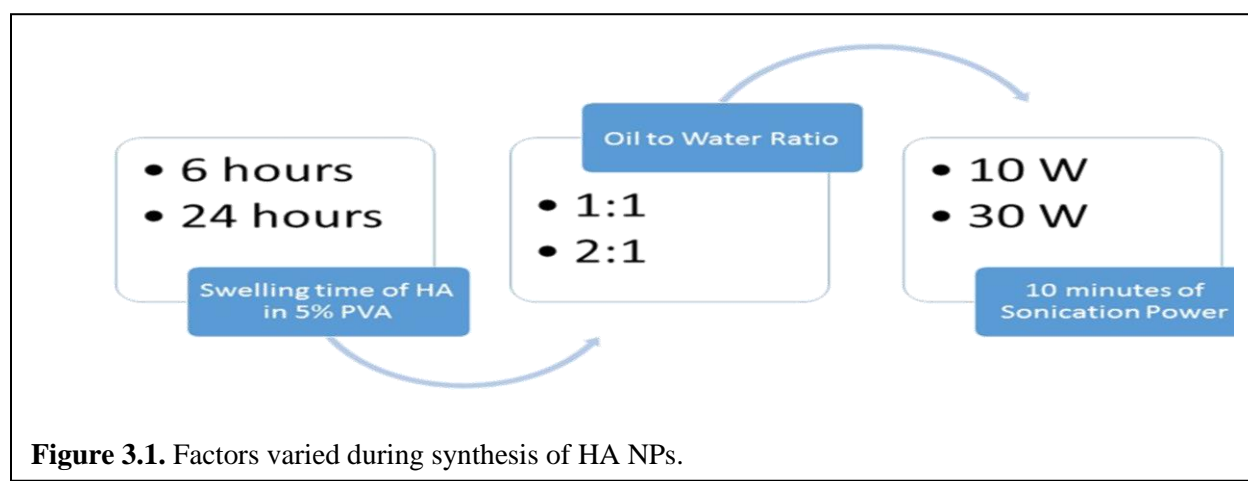 • 6 hours
• 24 hours
Swelling time of HA
in 5% PVA
Oil to Water Ratio
• 1:1
• 2:1
• 10 W
• 30 W
10 minutes of
Sonication Power
Figure 3.1. Factors varied during synthesis of HA NPs.